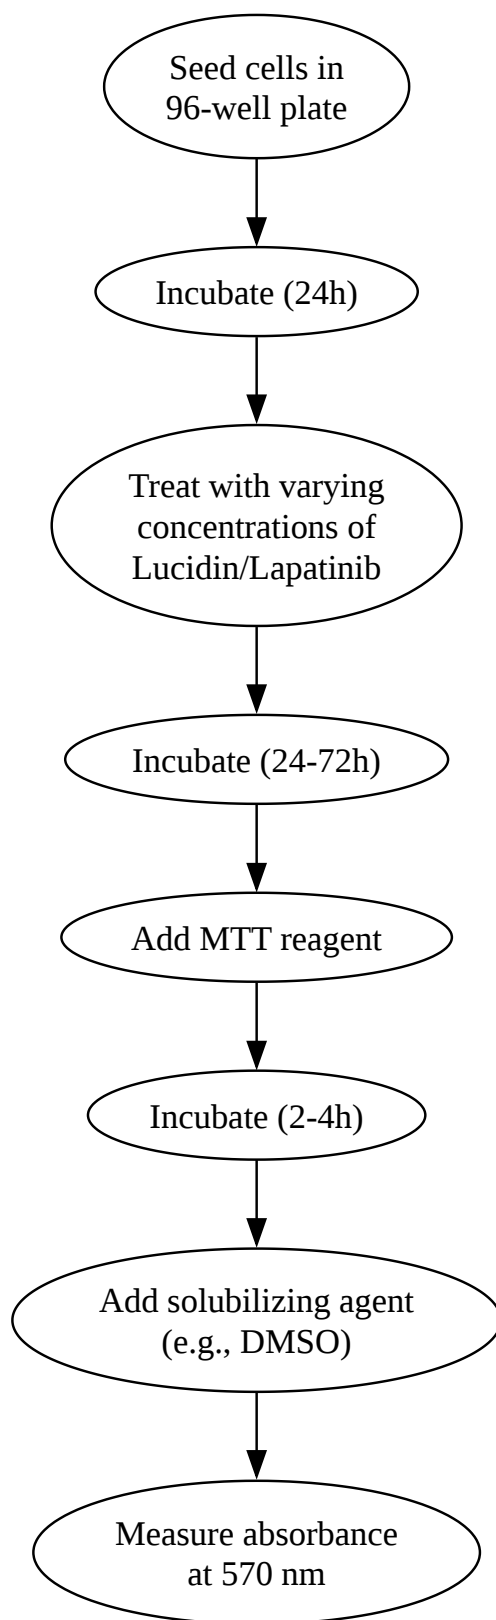 Seed cells in
96-well plate
Incubate (24h)
Treat with varying
concentrations of
Lucidin/Lapatinib
Incubate (24-72h)
Add MTT reagent
Incubate (2-4h)
Add solubilizing agent
(e.g., DMSO)
Measure absorbance
at 570 nm